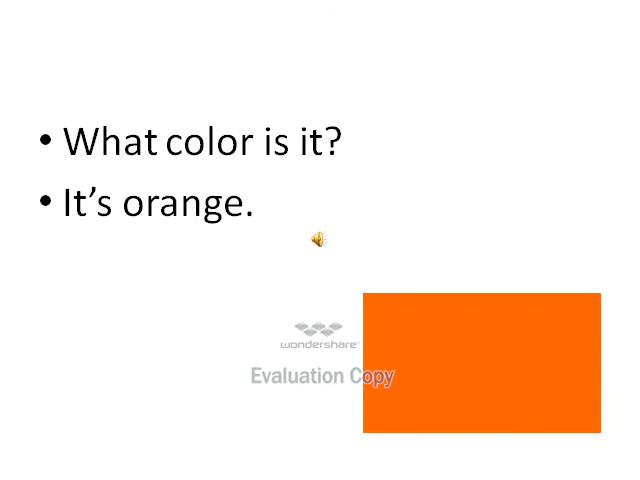 • What color is it?
• It’s orange.
wondershare
Evaluation Copy